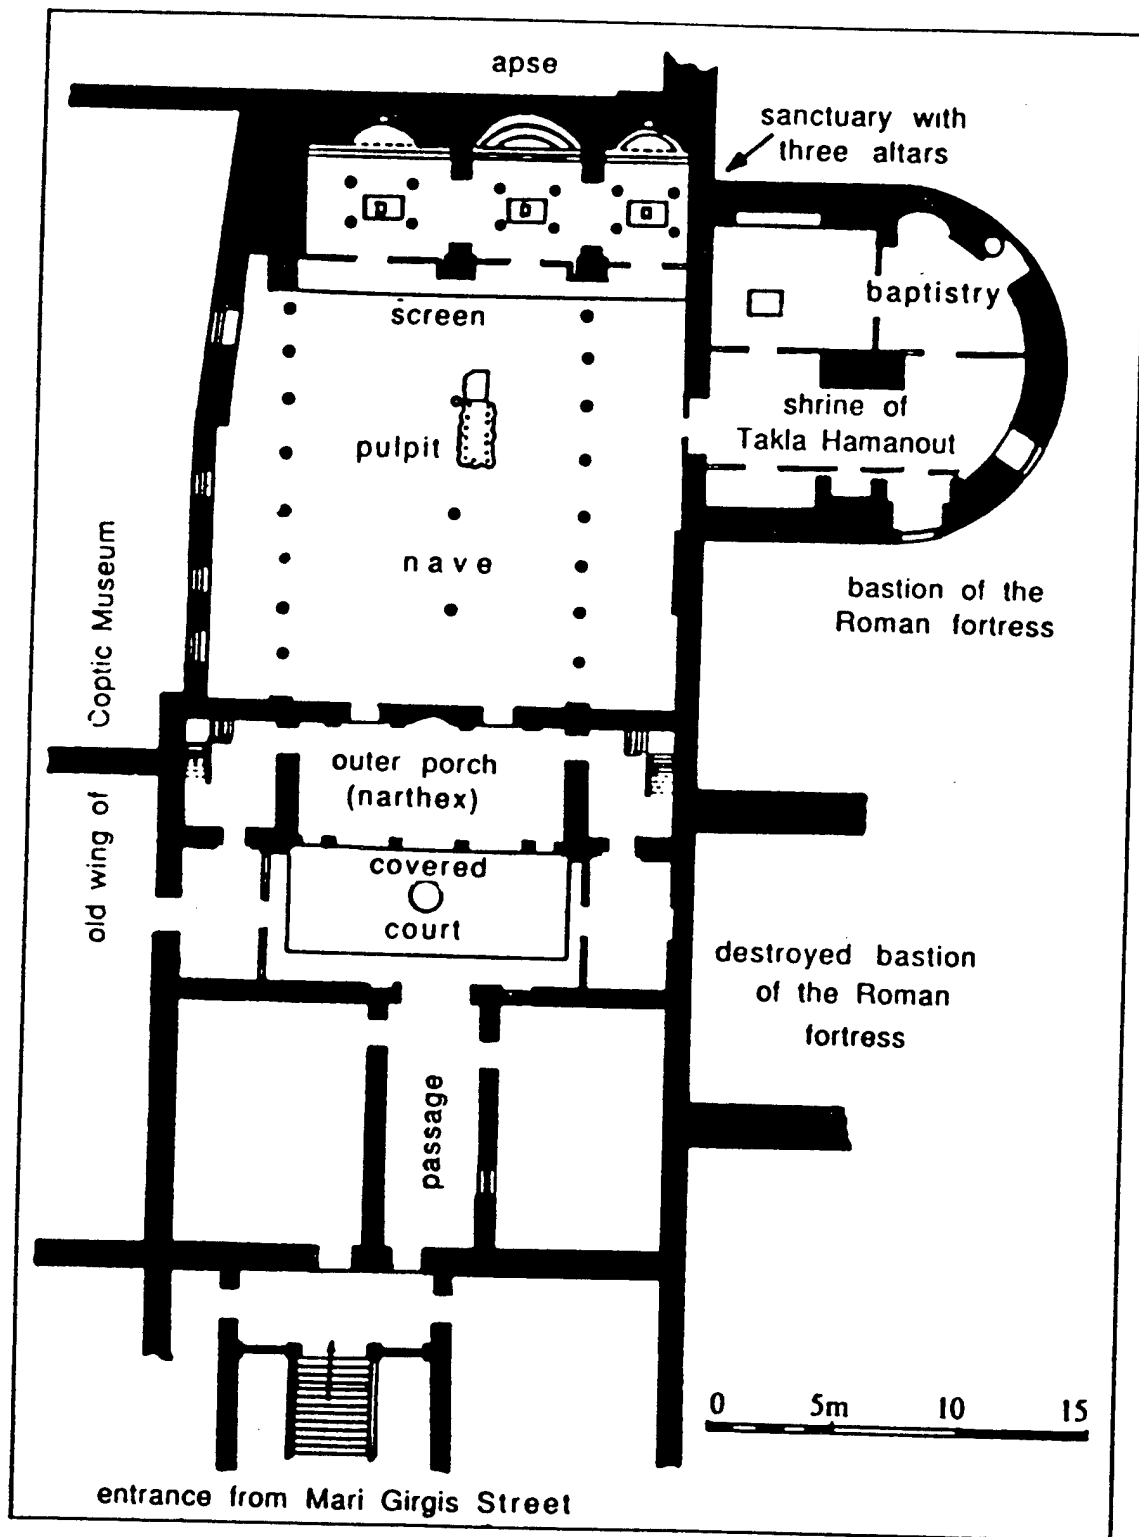 apse
sanctuary with
three altars
baptistry
screen
shrine of
Takla Hamanout
pulpit
nave
bastion of the
Roman fortress
old wing of Coptic Museum
outer porch
(narthex)
covered
court
destroyed bastion
of the Roman
fortress
passage
0 5m 10 15
entrance from Mari Girgis Street